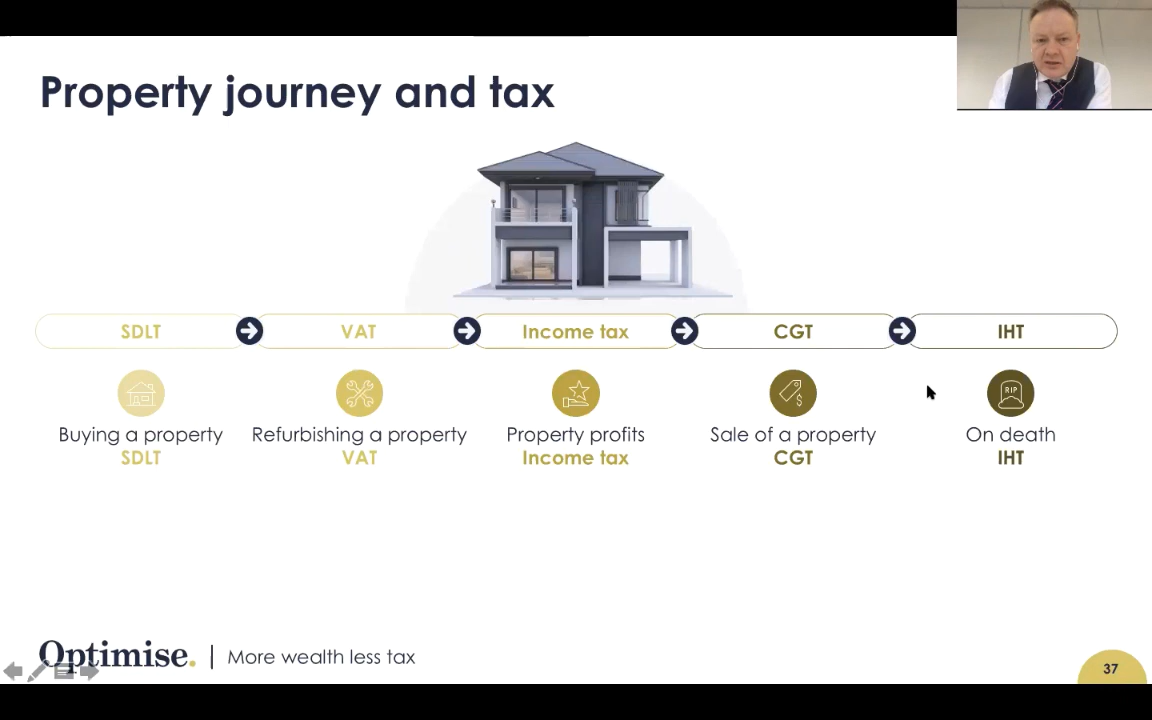 Property journey and tax
SDLT
VAT
Income tax
CGT
IHT
RIP
$
Buying a property
SDLT
Refurbishing a property
VAT
Property profits
Income tax
Sale of a property
CGT
On death
IHT
Optimise. | More wealth less tax
37